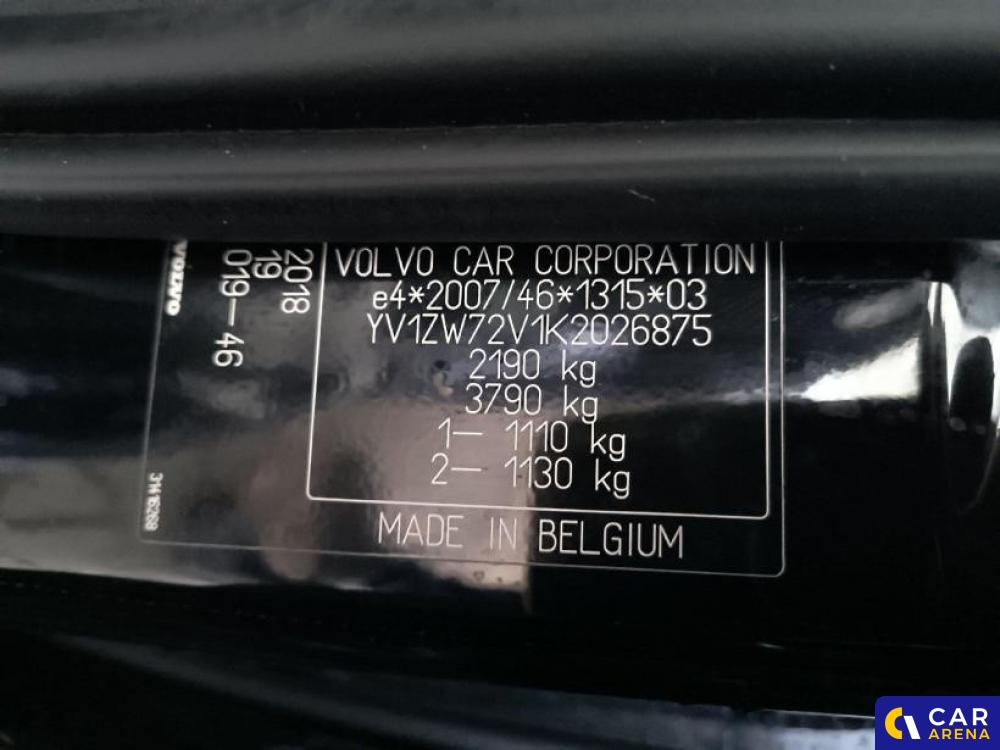 VOLVO CAR CORPORATION
e4*2007/46*1315*03
YV1ZW72V1K2026875
2190 kg
3790 kg
1– 1110 kg
2– 1130 kg
MADE IN BELGIUM
2018
19
019–46
VOLVO
31416269
CAR
ARENA